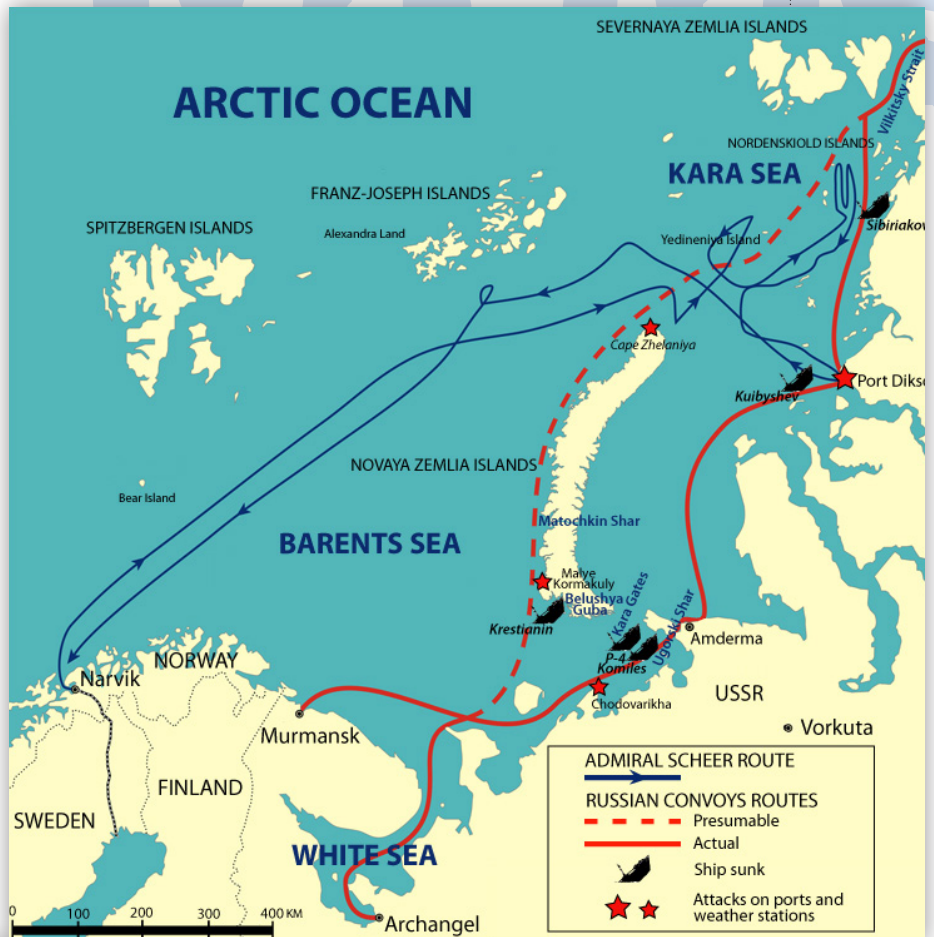 SEVERNAYA ZEMLIA ISLANDS
ARCTIC OCEAN
Vilkitsky Strait
NORDENSKIOLD ISLANDS
KARA SEA
FRANZ-JOSEPH ISLANDS
SPITZBERGEN ISLANDS
Alexandra Land
Sibiriakov
Yedineniya Island
Cape Zhelaniya
Port Dikso
Kuibyshev
NOVAYA ZEMLIA ISLANDS
Bear Island
Matochkin Shar
BARENTS SEA
Malye
Kormakuly
Belushya
Guba
Kara Gates
Ugorski Shar
Krestianin
P-4
Komiles
Amderma
NORWAY
Narvik
USSR
Chodovarikha
Murmansk
Vorkuta
FINLAND
SWEDEN
WHITE SEA
Archangel
ADMIRAL SCHEER ROUTE
RUSSIAN CONVOYS ROUTES
Presumable
Actual
Ship sunk
Attacks on ports and
weather stations
0 100 200 300 400 KM